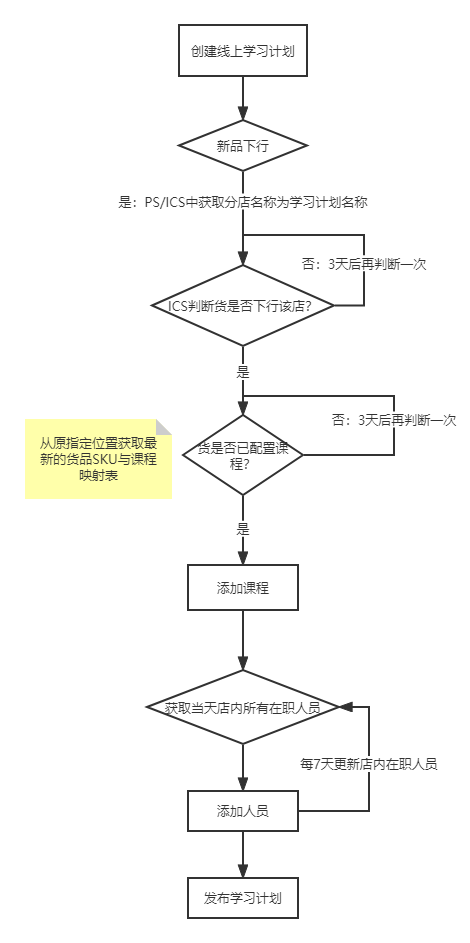 创建线上学习计划
新品下行
是：PS/ICS中获取分店名称为学习计划名称
否：3天后再判断一次
ICS判断货是否下行该店？
是
否：3天后再判断一次
从原指定位置获取最
新的货品SKU与课程
映射表
货是否已配置课
程？
是
添加课程
获取当天店内所有在职人员
每7天更新店内在职人员
添加人员
发布学习计划